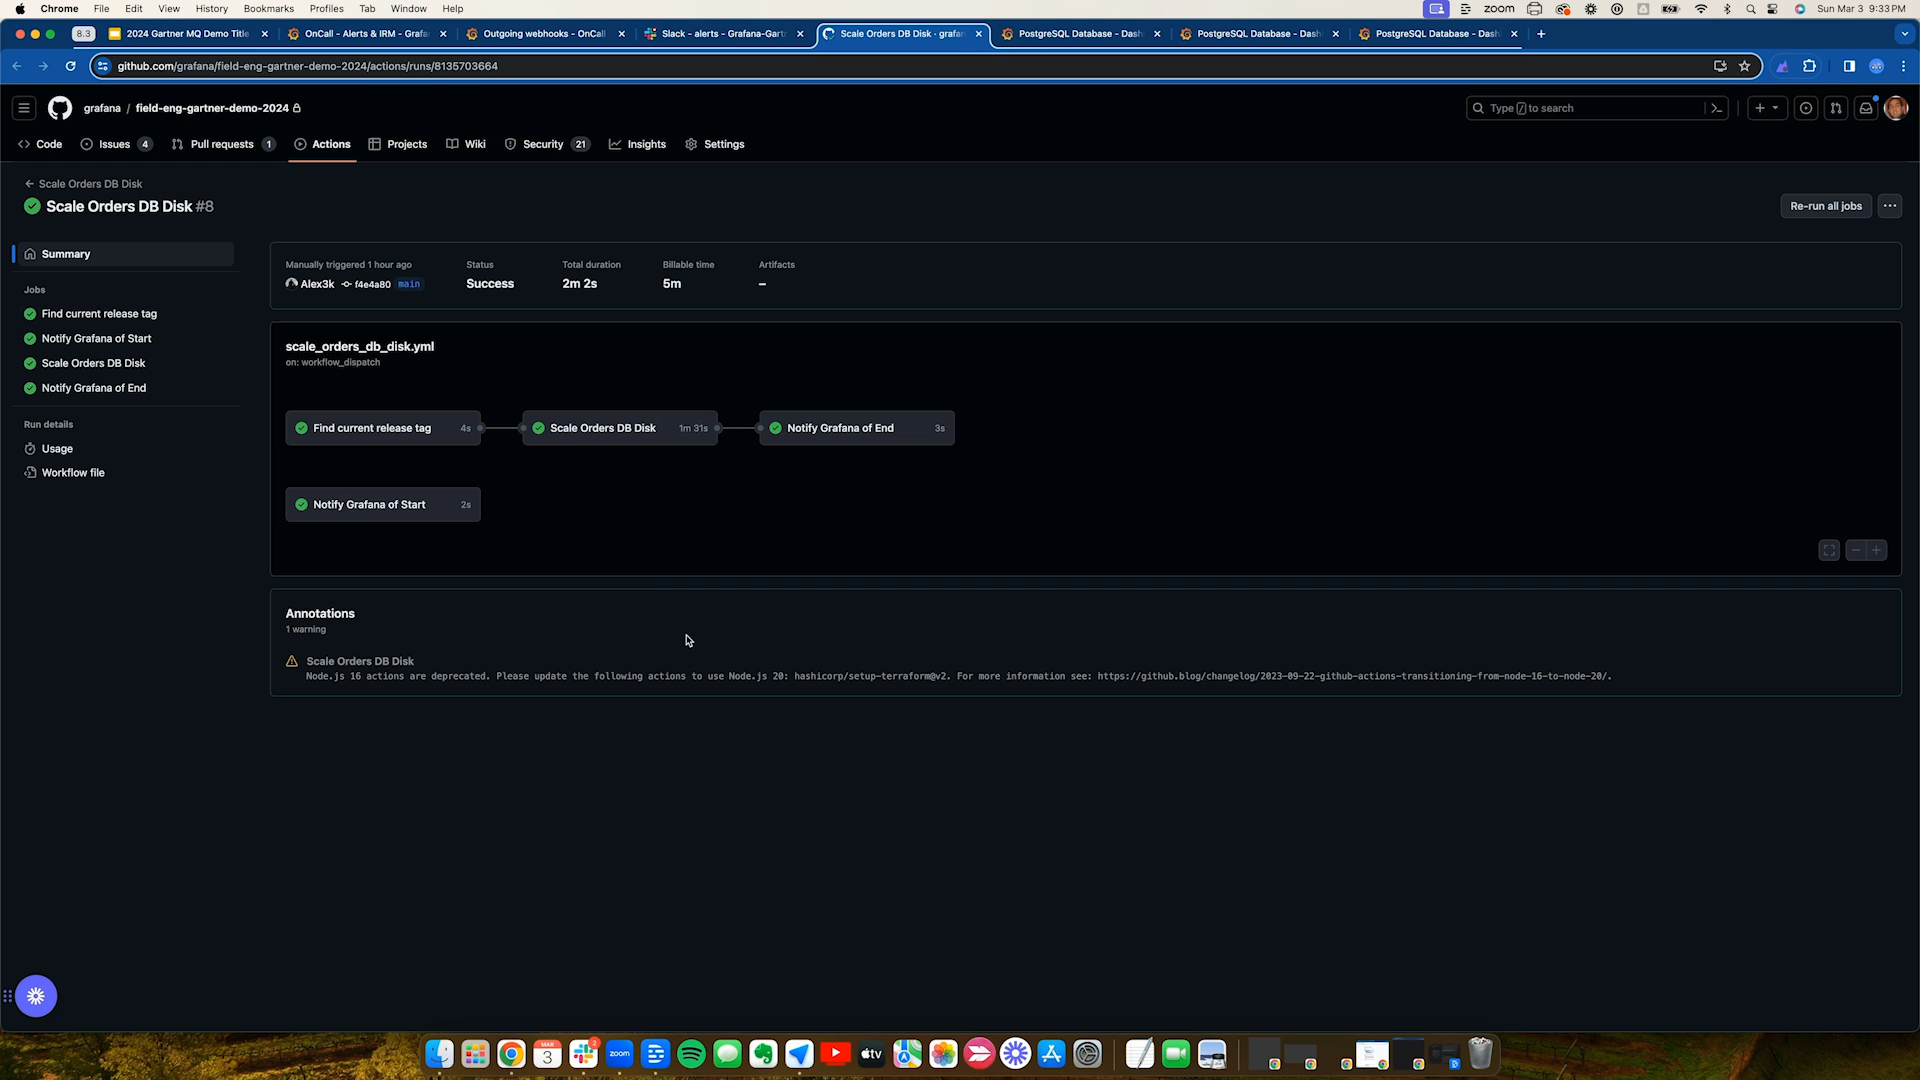 Chrome File Edit View History Bookmarks Profiles Tab Window Help zoom Sun Mar 3 9:33 PM
8.3 2024 Gartner MQ Demo Title OnCall - Alerts & IRM - Grafa Outgoing webhooks - OnCall Slack - alerts - Grafana-Gart Scale Orders DB Disk · grafan PostgreSQL Database - Dash PostgreSQL Database - Dash PostgreSQL Database - Dash
github.com/grafana/field-eng-gartner-demo-2024/actions/runs/8135703664
grafana / field-eng-gartner-demo-2024
Type / to search
Code Issues 4 Pull requests 1 Actions Projects Wiki Security 21 Insights Settings
Scale Orders DB Disk
Scale Orders DB Disk #8
Re-run all jobs
Summary
Jobs
Find current release tag
Notify Grafana of Start
Scale Orders DB Disk
Notify Grafana of End
Run details
Usage
Workflow file
Manually triggered 1 hour ago Status Total duration Billable time Artifacts
Alex3k f4e4a80 main Success 2m 2s 5m –
scale_orders_db_disk.yml
on: workflow_dispatch
Find current release tag 4s Scale Orders DB Disk 1m 31s Notify Grafana of End 3s
Notify Grafana of Start 2s
Annotations
1 warning
Scale Orders DB Disk
Node.js 16 actions are deprecated. Please update the following actions to use Node.js 20: hashicorp/setup-terraform@v2. For more information see: https://github.blog/changelog/2023-09-22-github-actions-transitioning-from-node-16-to-node-20/.
MAR
3
2
zoom
tv